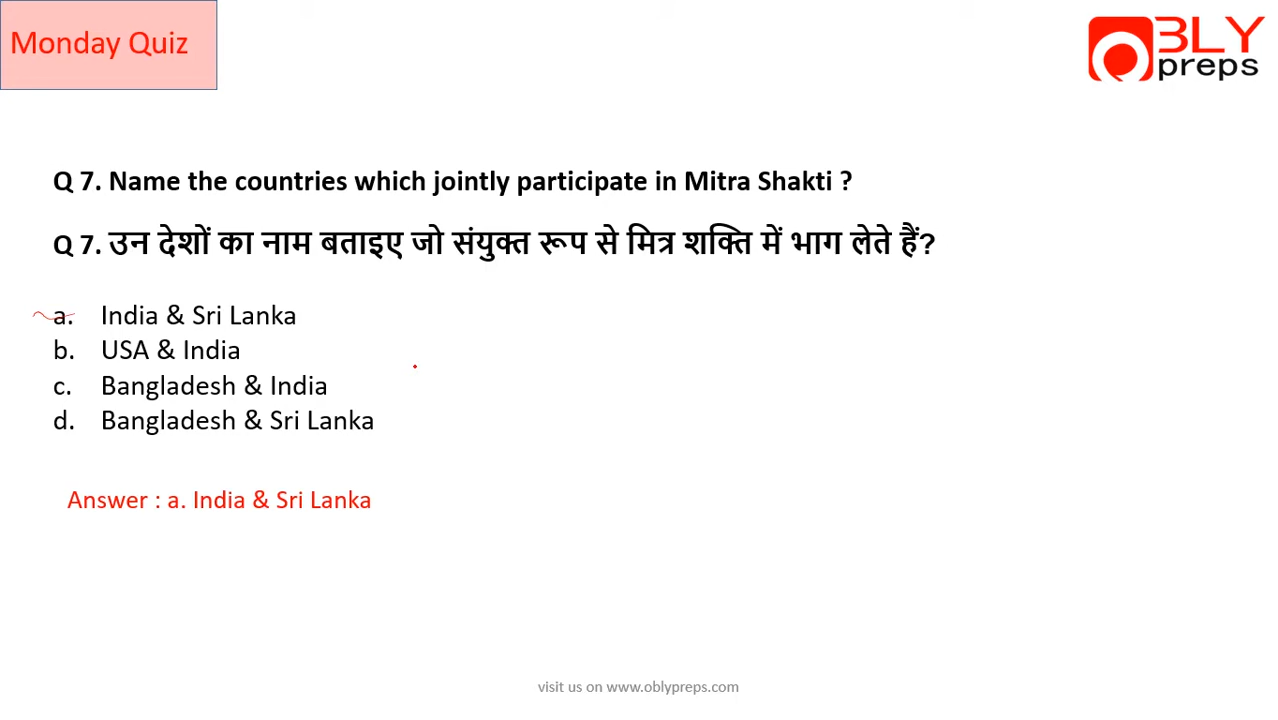 Monday Quiz
OBLY
preps
Q 7. Name the countries which jointly participate in Mitra Shakti ?
Q 7. उन देशों का नाम बताइए जो संयुक्त रूप से मित्र शक्ति में भाग लेते हैं?
a. India & Sri Lanka
b. USA & India
c. Bangladesh & India
d. Bangladesh & Sri Lanka
Answer : a. India & Sri Lanka
visit us on www.oblypreps.com